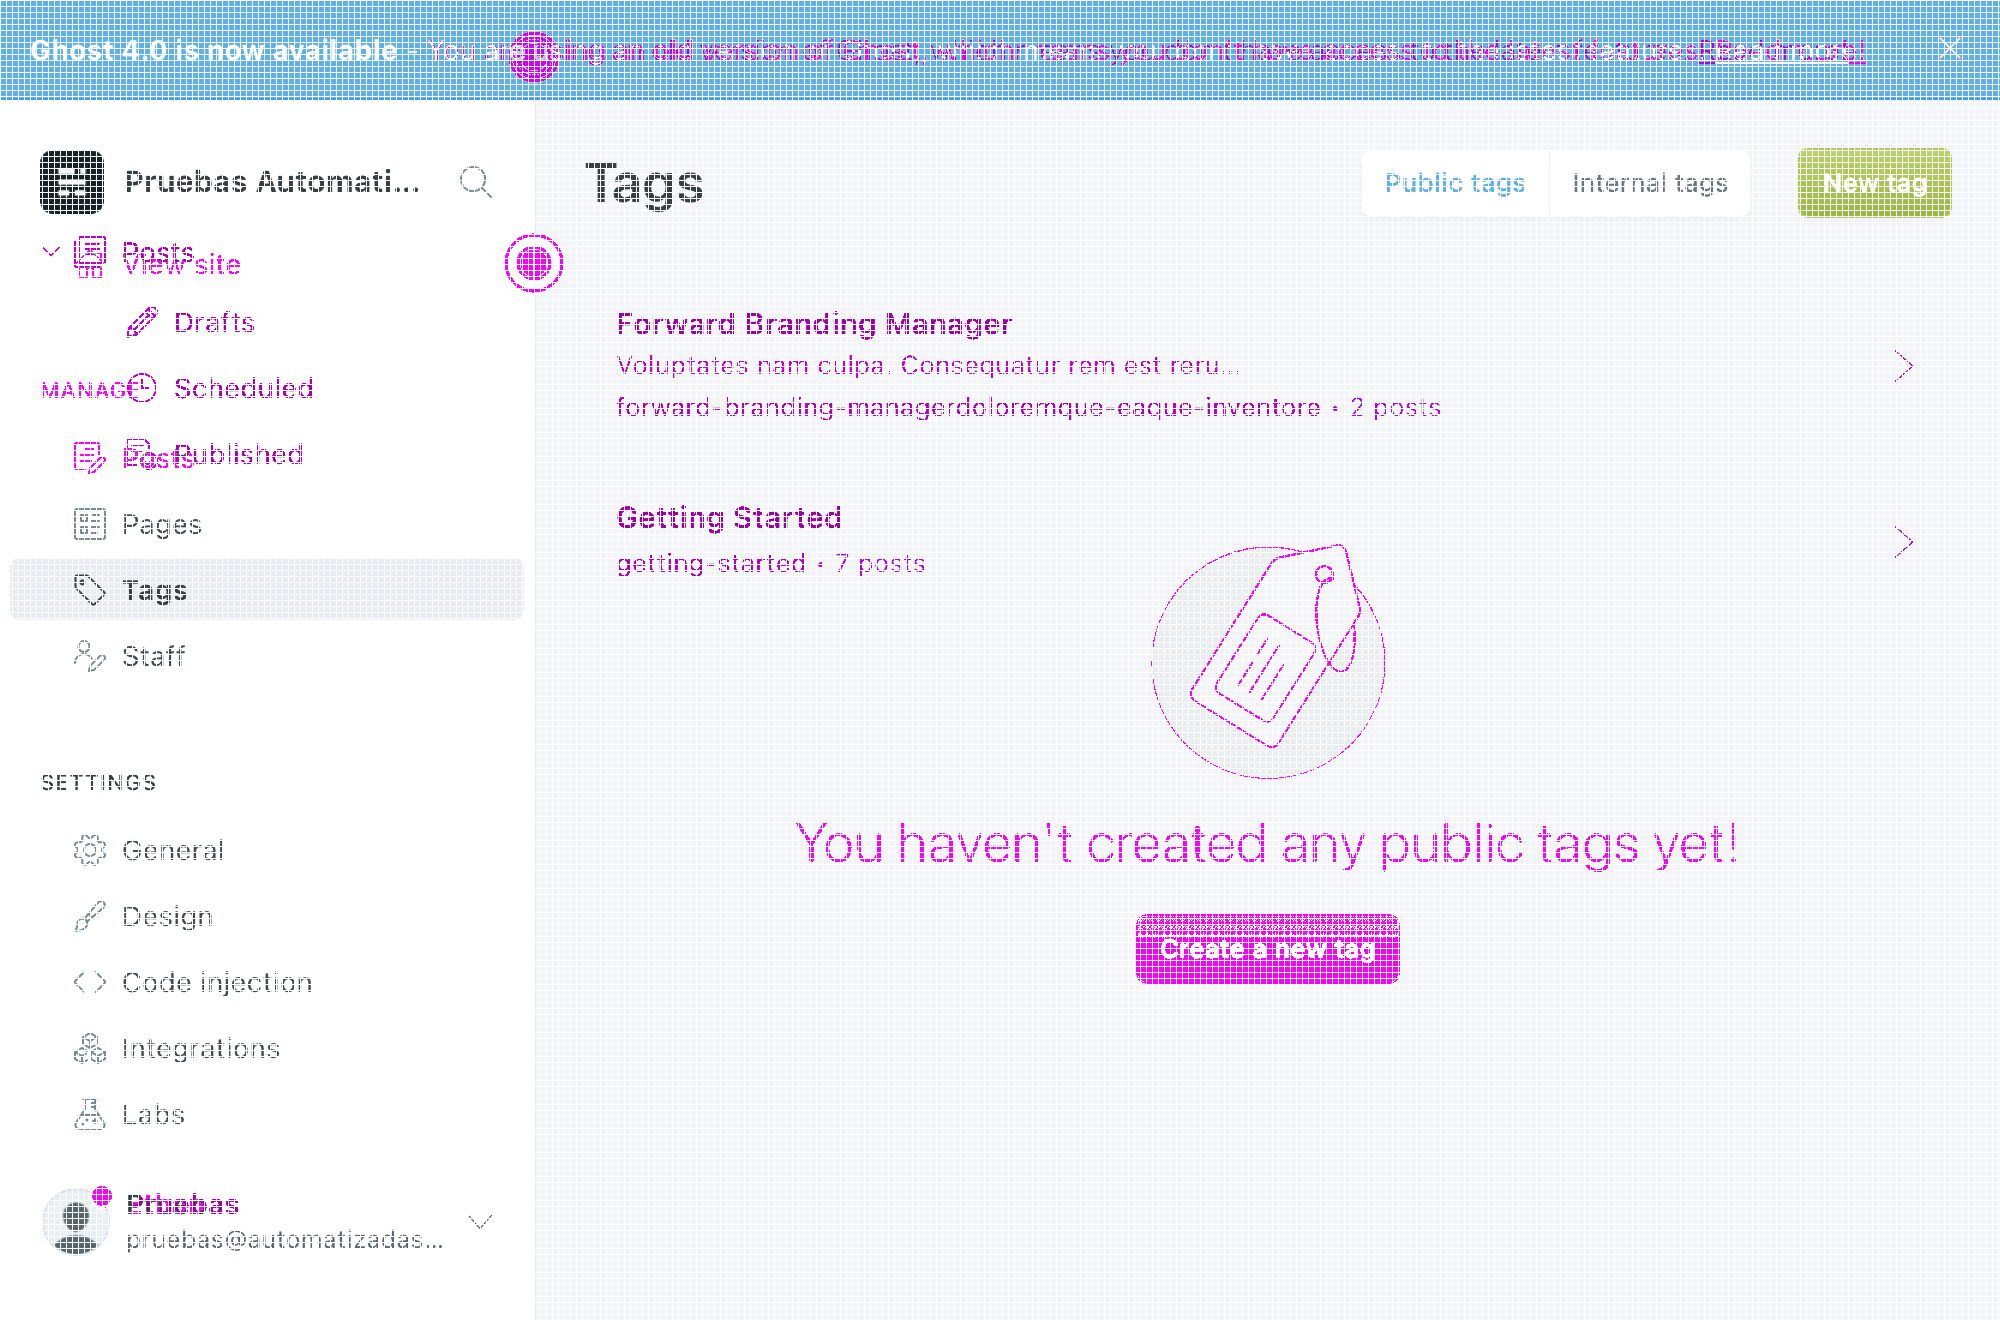 Ghost 4.0 is now available - You are using an old version of Ghost, which means you don't have access to the latest features. Read more!
Pruebas Automati...
Tags
Public tags
Internal tags
New tag
Posts
View site
Drafts
MANAGE
Scheduled
Posts
Published
Pages
Tags
Staff
SETTINGS
General
Design
Code injection
Integrations
Labs
Pruebas
pruebas@automatizadas...
Forward Branding Manager
Voluptates nam culpa. Consequatur rem est reru...
forward-branding-managerdoloremque-eaque-inventore • 2 posts
Getting Started
getting-started • 7 posts
You haven't created any public tags yet!
Create a new tag